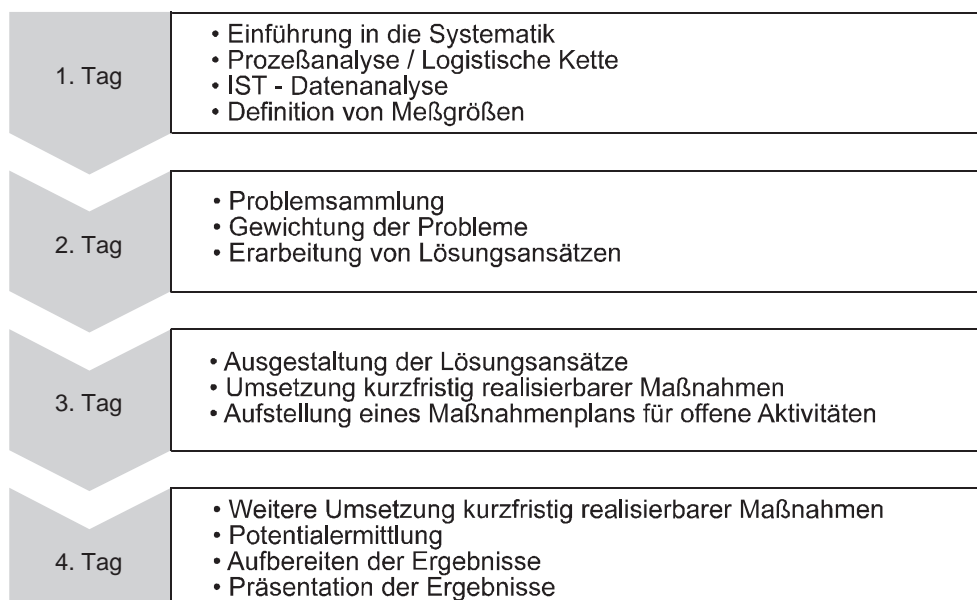 1. Tag
• Einführung in die Systematik
• Prozeßanalyse / Logistische Kette
• IST - Datenanalyse
• Definition von Meßgrößen
2. Tag
• Problemsammlung
• Gewichtung der Probleme
• Erarbeitung von Lösungsansätzen
3. Tag
• Ausgestaltung der Lösungsansätze
• Umsetzung kurzfristig realisierbarer Maßnahmen
• Aufstellung eines Maßnahmenplans für offene Aktivitäten
4. Tag
• Weitere Umsetzung kurzfristig realisierbarer Maßnahmen
• Potentialermittlung
• Aufbereiten der Ergebnisse
• Präsentation der Ergebnisse